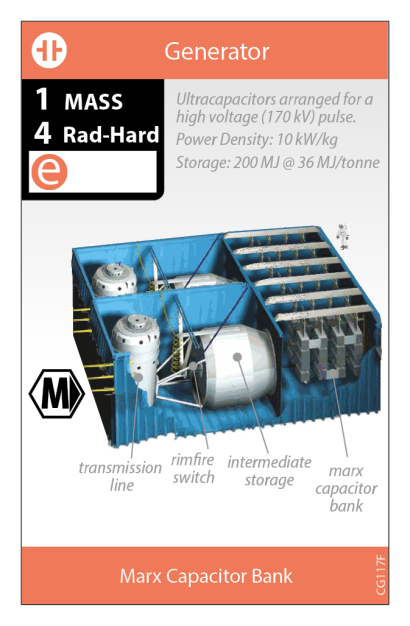 Generator
1 MASS
4 Rad-Hard
e
Ultracapacitors arranged for a
high voltage (170 kV) pulse.
Power Density: 10 kW/kg
Storage: 200 MJ @ 36 MJ/tonne
M
transmission
line
rimfire
switch
intermediate
storage
marx
capacitor
bank
Marx Capacitor Bank
CG117F